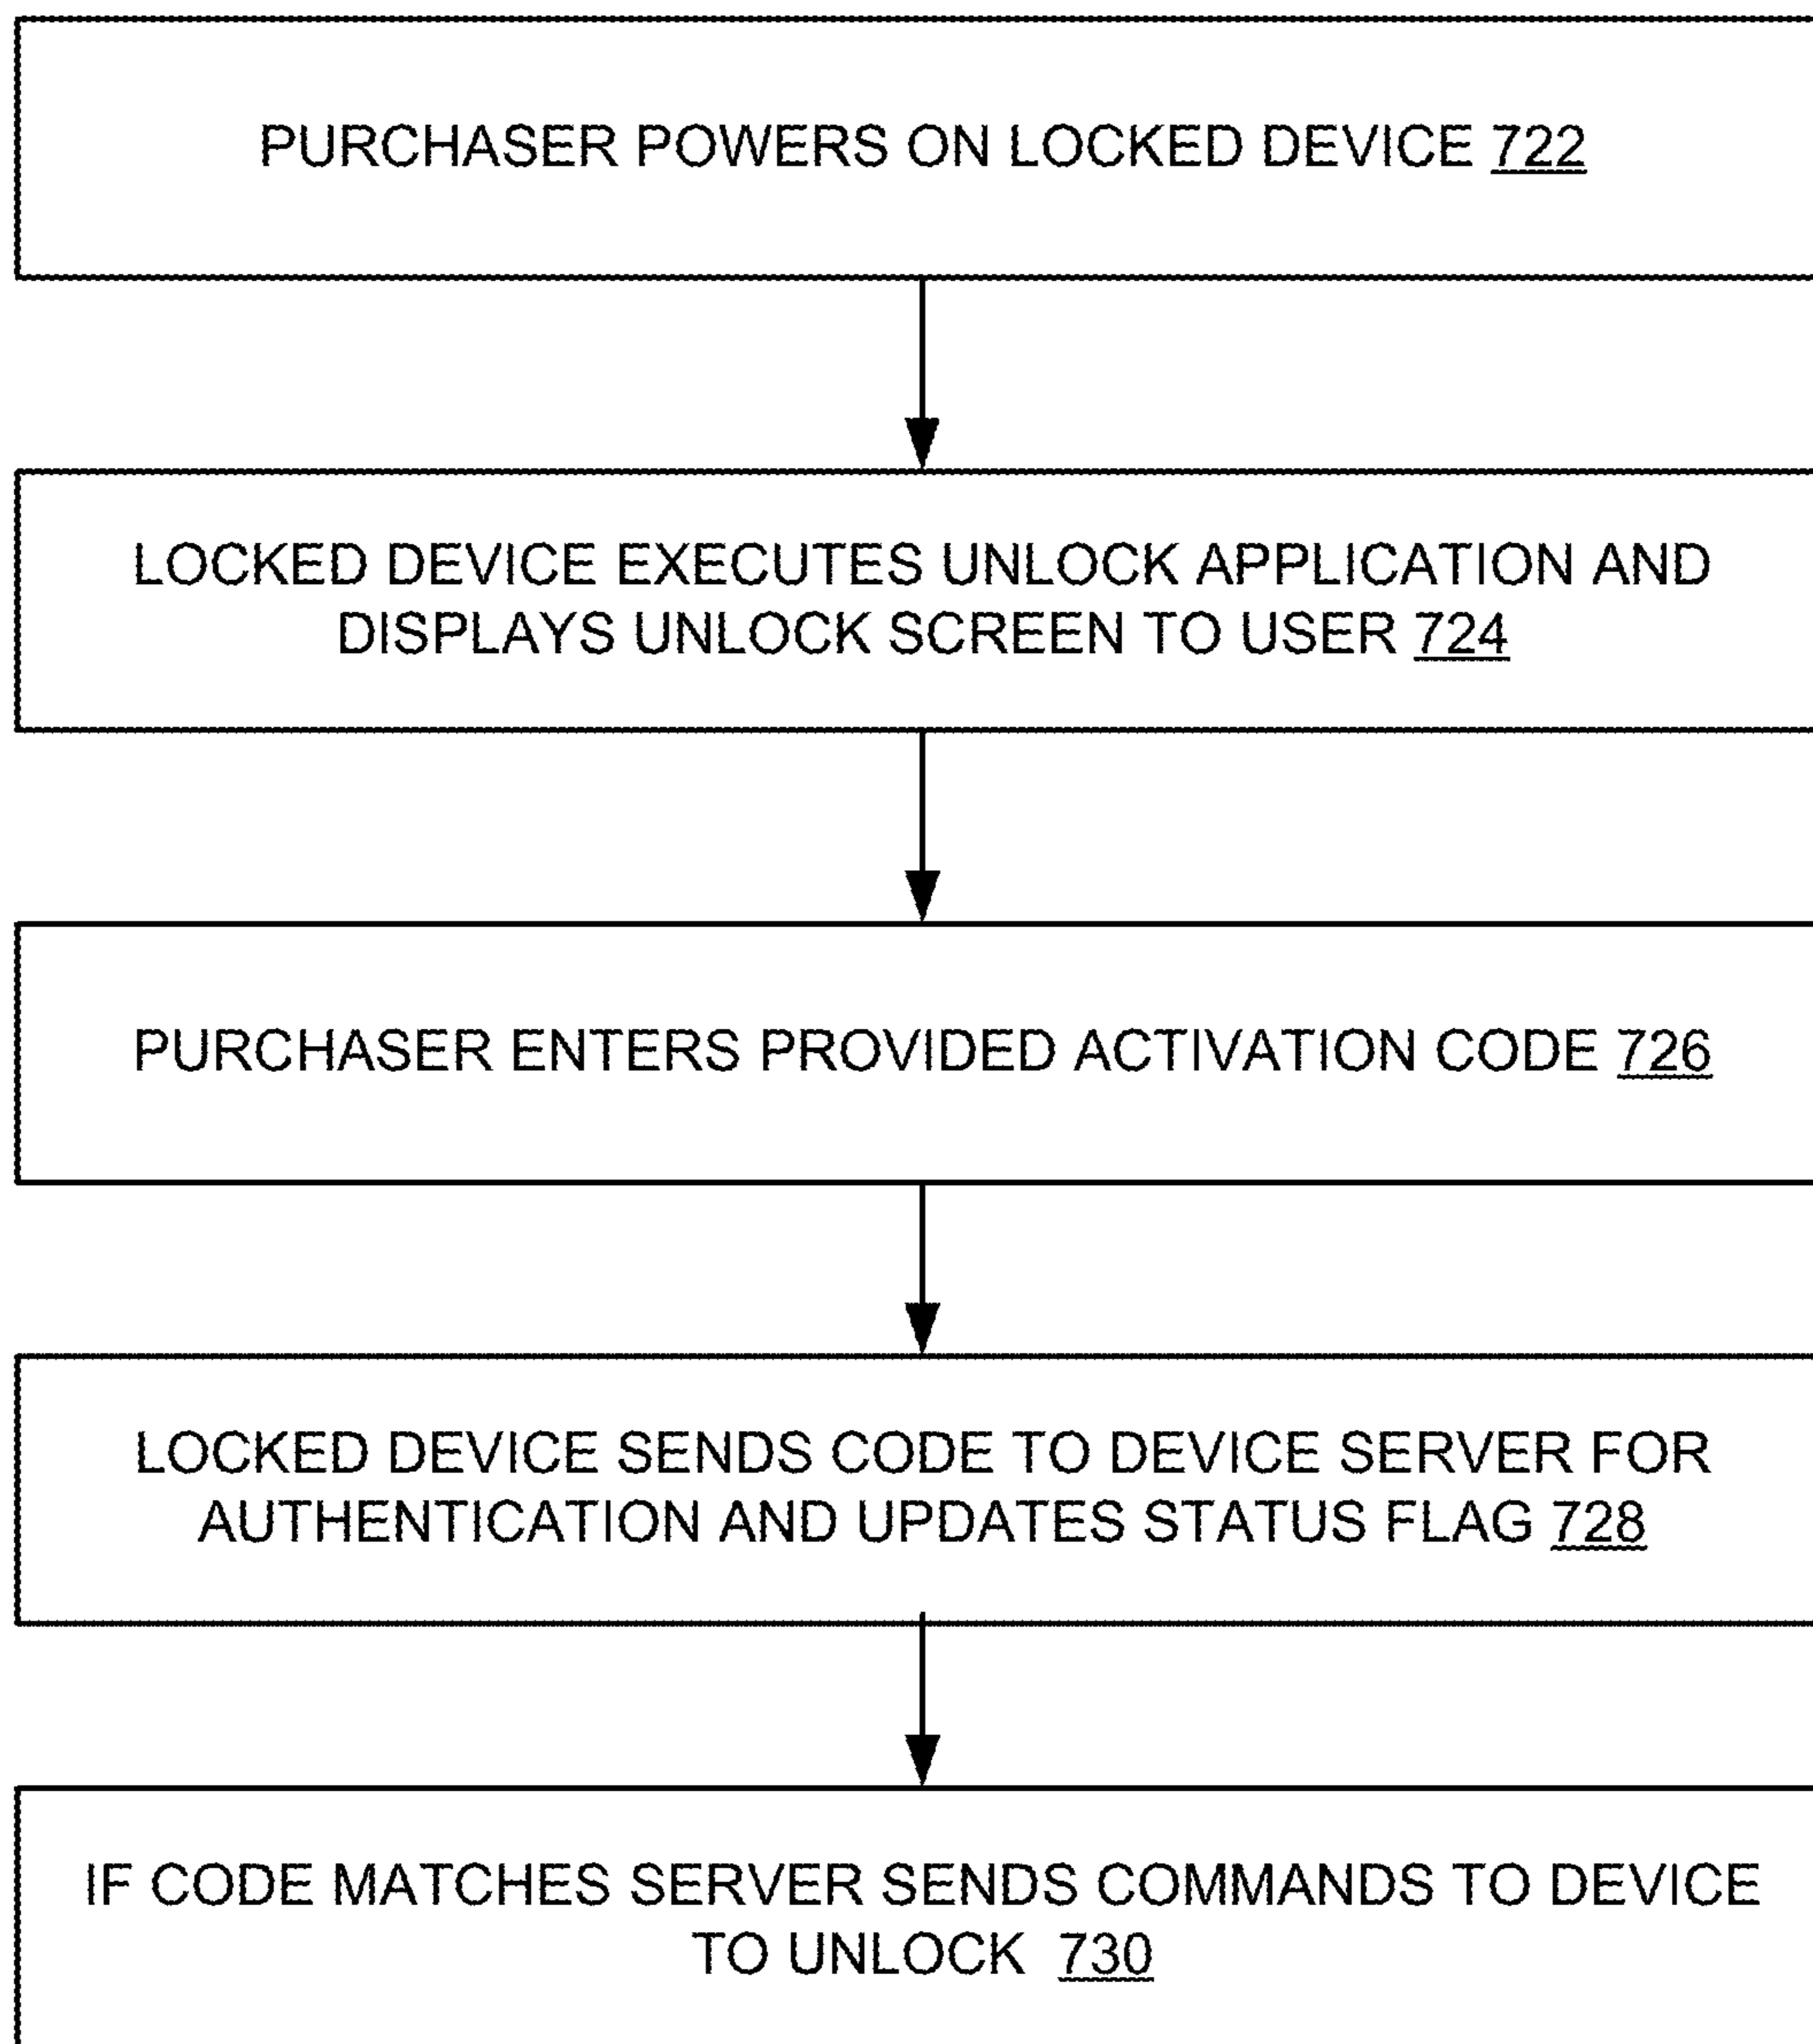 PURCHASER POWERS ON LOCKED DEVICE 722
LOCKED DEVICE EXECUTES UNLOCK APPLICATION AND
DISPLAYS UNLOCK SCREEN TO USER 724
PURCHASER ENTERS PROVIDED ACTIVATION CODE 726
LOCKED DEVICE SENDS CODE TO DEVICE SERVER FOR
AUTHENTICATION AND UPDATES STATUS FLAG 728
IF CODE MATCHES SERVER SENDS COMMANDS TO DEVICE
TO UNLOCK 730